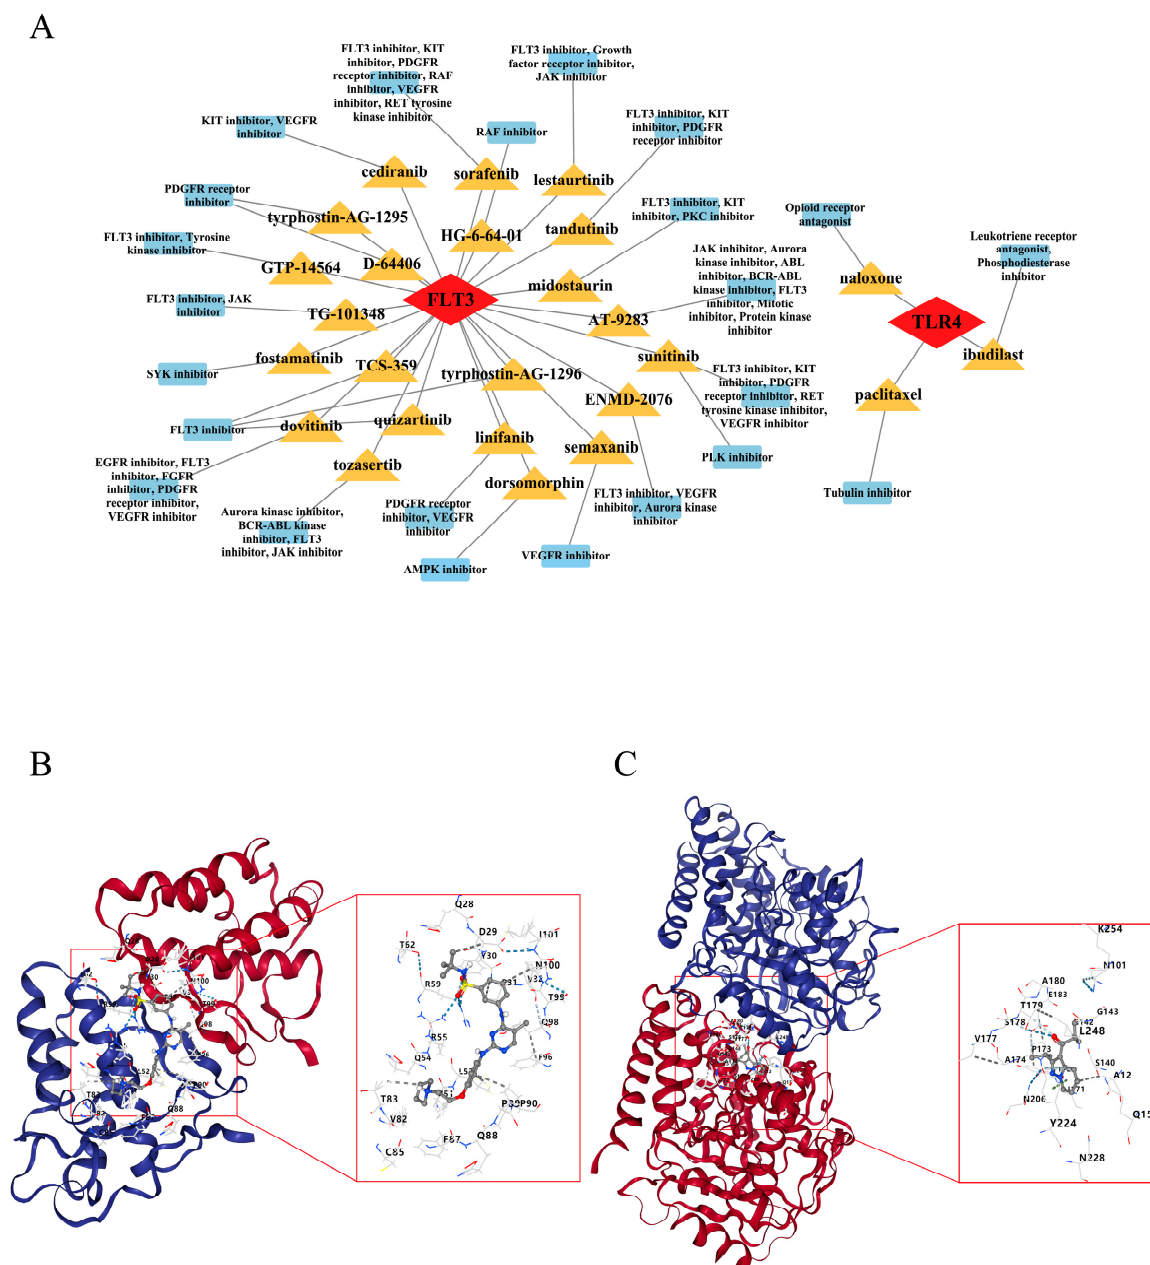 A
FLT3 inhibitor, KIT
inhibitor, PDGFR
receptor inhibitor, RAF
inhibitor, VEGFR
inhibitor, RET tyrosine
kinase inhibitor
FLT3 inhibitor, Growth
factor receptor inhibitor,
JAK inhibitor
KIT inhibitor, VEGFR
inhibitor
RAF inhibitor
FLT3 inhibitor, KIT
inhibitor, PDGFR
receptor inhibitor
cediranib
sorafenib
lestaurtinib
PDGFR receptor
inhibitor
FLT3 inhibitor, KIT
inhibitor, PKC inhibitor
Opioid receptor
antagonist
tyrphostin-AG-1295
HG-6-64-01
tandutinib
FLT3 inhibitor, Tyrosine
kinase inhibitor
GTP-14564
D-64406
midostaurin
JAK inhibitor, Aurora
kinase inhibitor, ABL
inhibitor, BCR-ABL
kinase inhibitor, FLT3
inhibitor, Mitotic
inhibitor, Protein kinase
inhibitor
Leukotriene receptor
antagonist,
Phosphodiesterase
inhibitor
naloxone
FLT3 inhibitor, JAK
inhibitor
TG-101348
FLT3
AT-9283
TLR4
fostamatinib
TCS-359
tyrphostin-AG-1296
sunitinib
ibudilast
SYK inhibitor
ENMD-2076
FLT3 inhibitor, KIT
inhibitor, PDGFR
receptor inhibitor, RET
tyrosine kinase inhibitor,
VEGFR inhibitor
paclitaxel
FLT3 inhibitor
dovitinib
quizartinib
linifanib
semaxanib
PLK inhibitor
EGFR inhibitor, FLT3
inhibitor, FGFR
inhibitor, PDGFR
receptor inhibitor,
VEGFR inhibitor
tozasertib
dorsomorphin
Tubulin inhibitor
Aurora kinase inhibitor,
BCR-ABL kinase
inhibitor, FLT3
inhibitor, JAK inhibitor
PDGFR receptor
inhibitor, VEGFR
inhibitor
FLT3 inhibitor, VEGFR
inhibitor, Aurora kinase
inhibitor
AMPK inhibitor
VEGFR inhibitor
B
Q28
D29
I101
T62
V30
N100
R59
T99
R55
Q98
Q54
F96
T83
V82
P90
F87
Q88
C85
C
K254
N101
A180
E183
T179
G143
S178
L248
V177
P173
A174
S140
A12
N206
Q15
N228